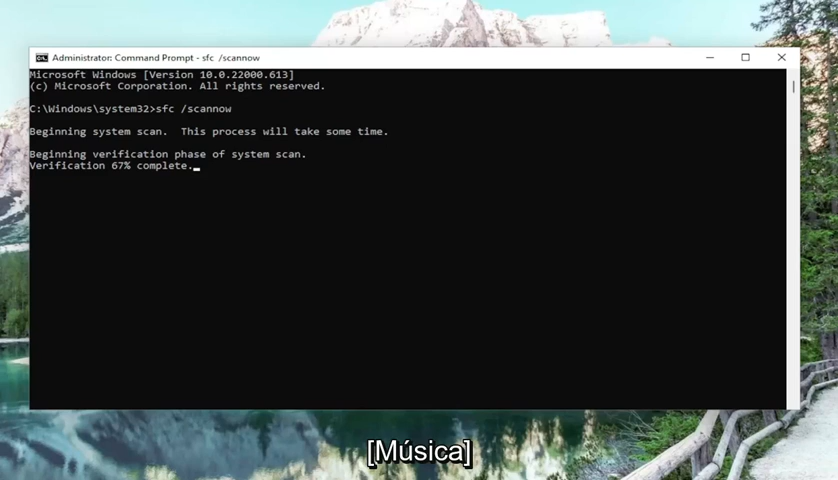 Administrator: Command Prompt - sfc /scannow
Microsoft Windows [Version 10.0.22000.613]
(c) Microsoft Corporation. All rights reserved.
C:\Windows\system32>sfc /scannow
Beginning system scan.  This process will take some time.
Beginning verification phase of system scan.
Verification 67% complete.
[Música]